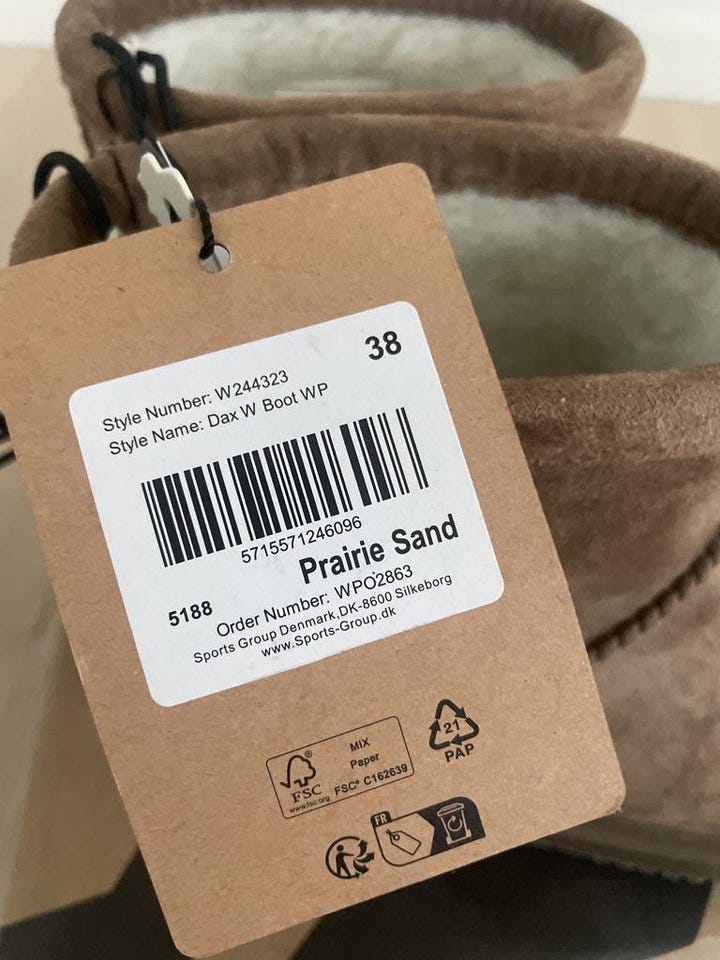 38
Style Number: W244323
Style Name: Dax W Boot WP
5715571246096
Prairie Sand
5188
Order Number: WPO2863
Sports Group Denmark,DK-8600 Silkeborg
www.Sports-Group.dk
FSC®
www.fsc.org
MIX
Paper
FSC® C162639
21
PAP
FR